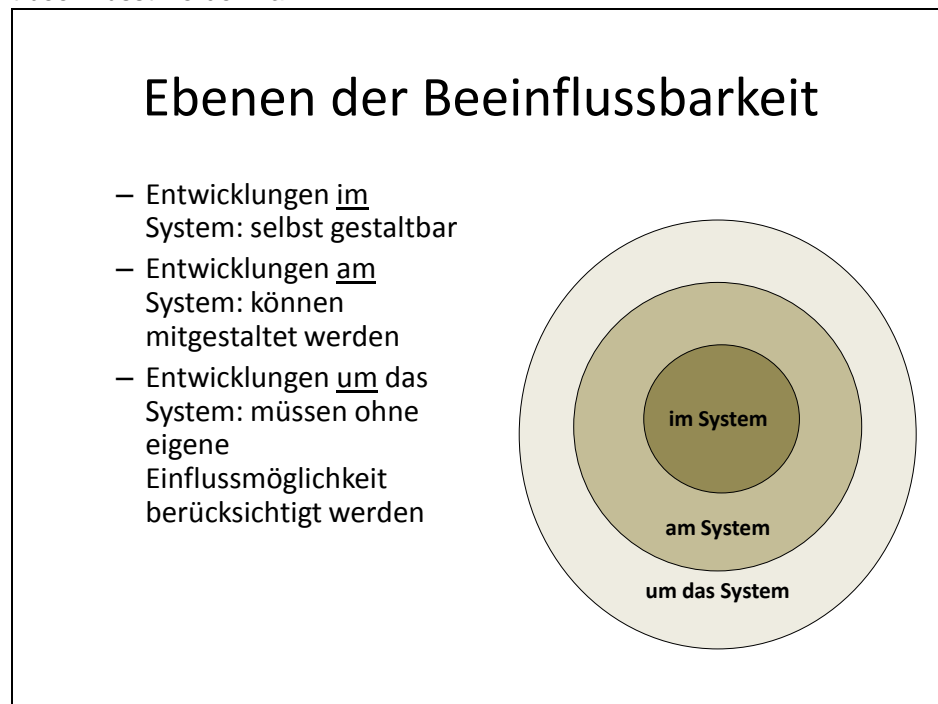 Ebenen der Beeinflussbarkeit
– Entwicklungen im
System: selbst gestaltbar
– Entwicklungen am
System: können
mitgestaltet werden
– Entwicklungen um das
System: müssen ohne
eigene
Einflussmöglichkeit
berücksichtigt werden
im System
am System
um das System